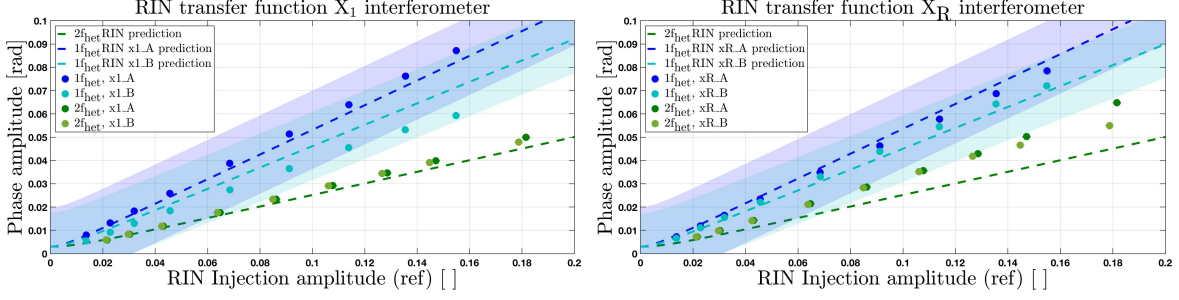 RIN transfer function X1 interferometer
0.1
0.09
0.08
0.07
0.06
0.05
0.04
0.03
0.02
0.01
0
Phase amplitude [rad]
2fhetRIN prediction
1fhetRIN x1_A prediction
1fhetRIN x1_B prediction
1fhet, x1_A
1fhet, x1_B
2fhet, x1_A
2fhet, x1_B
0 0.02 0.04 0.06 0.08 0.1 0.12 0.14 0.16 0.18 0.2
RIN Injection amplitude (ref) [ ]
RIN transfer function XR interferometer
0.1
0.09
0.08
0.07
0.06
0.05
0.04
0.03
0.02
0.01
0
Phase amplitude [rad]
2fhetRIN prediction
1fhetRIN xR_A prediction
1fhetRIN xR_B prediction
1fhet, xR_A
1fhet, xR_B
2fhet, xR_A
2fhet, xR_B
0 0.02 0.04 0.06 0.08 0.1 0.12 0.14 0.16 0.18 0.2
RIN Injection amplitude (ref) [ ]